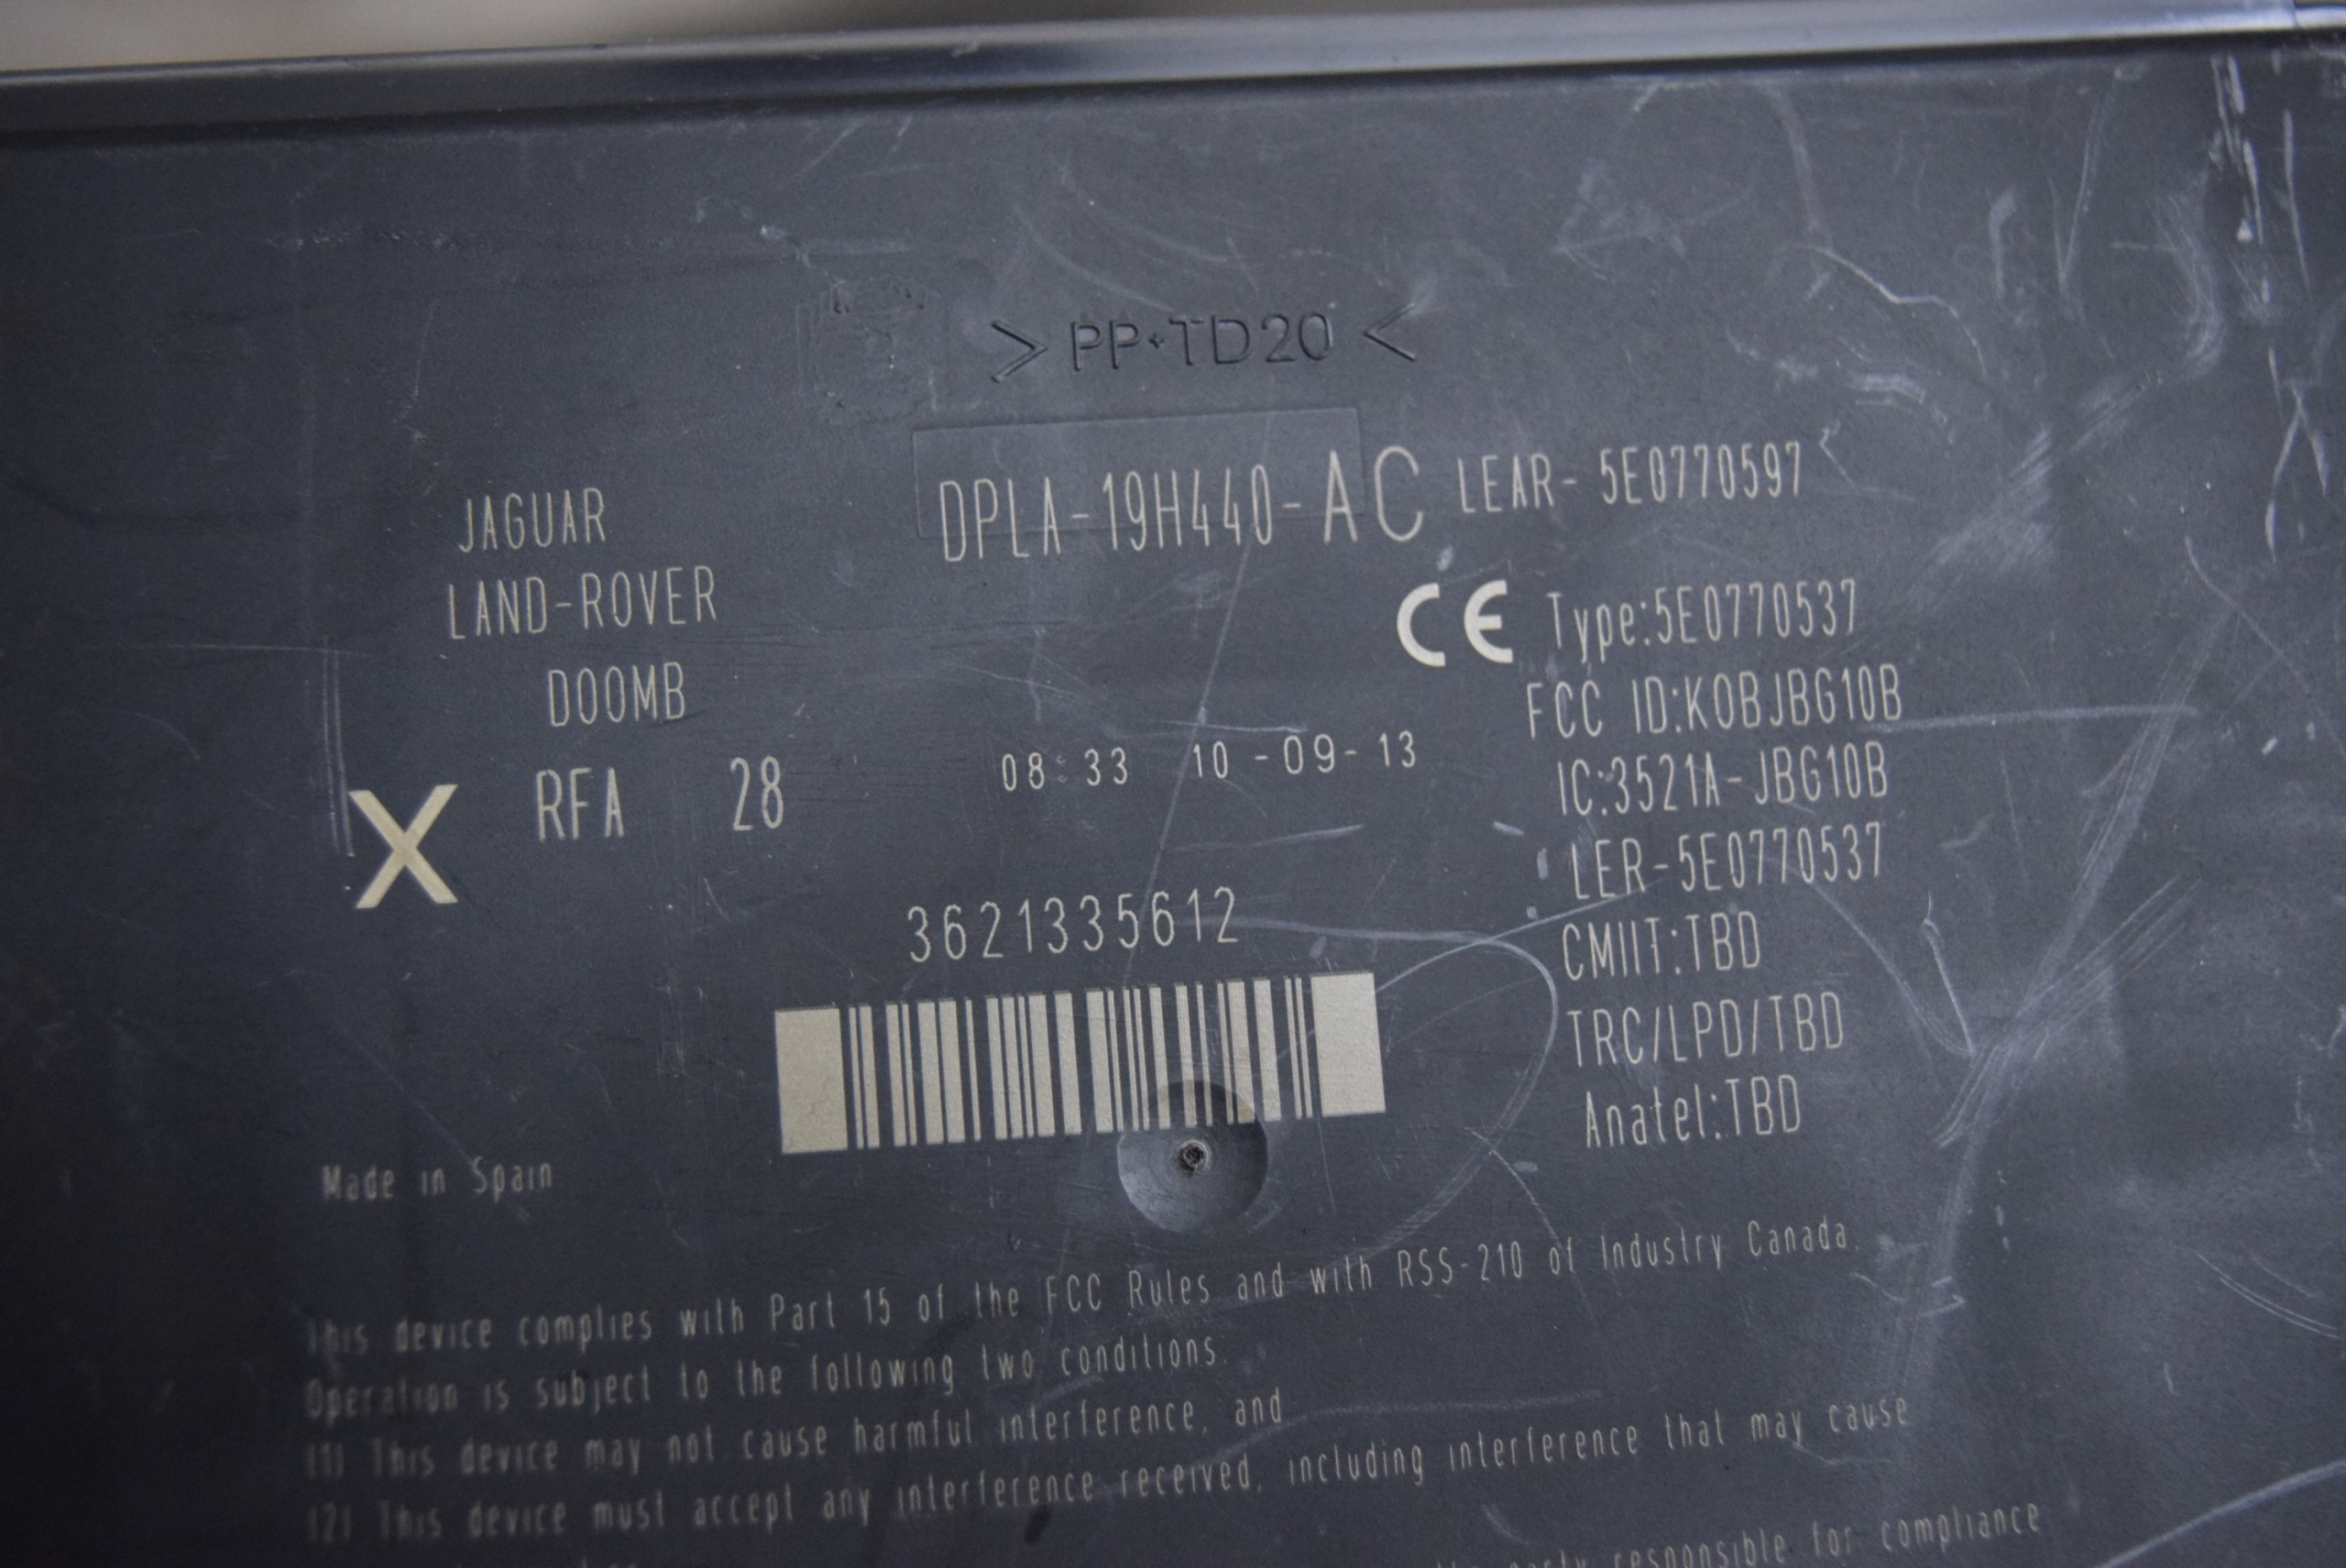 >PP+TD20<
DPLA-19H440-AC LEAR- 5E0770597
JAGUAR
LAND-ROVER
DOOMB
X RFA 28
08:33 10-09-13
CE Type:5E0770537
FCC ID:KOBJBG10B
IC:3521A-JBG10B
LER-5E0770537
CMIIT:TBD
TRC/LPD/TBD
Anatel:TBD
3621335612
Made in Spain
This device complies with Part 15 of the FCC Rules and with RSS-210 of Industry Canada.
Operation is subject to the following two conditions:
(1) This device may not cause harmful interference, and
(2) This device must accept any interference received, including interference that may cause
party responsible for compliance